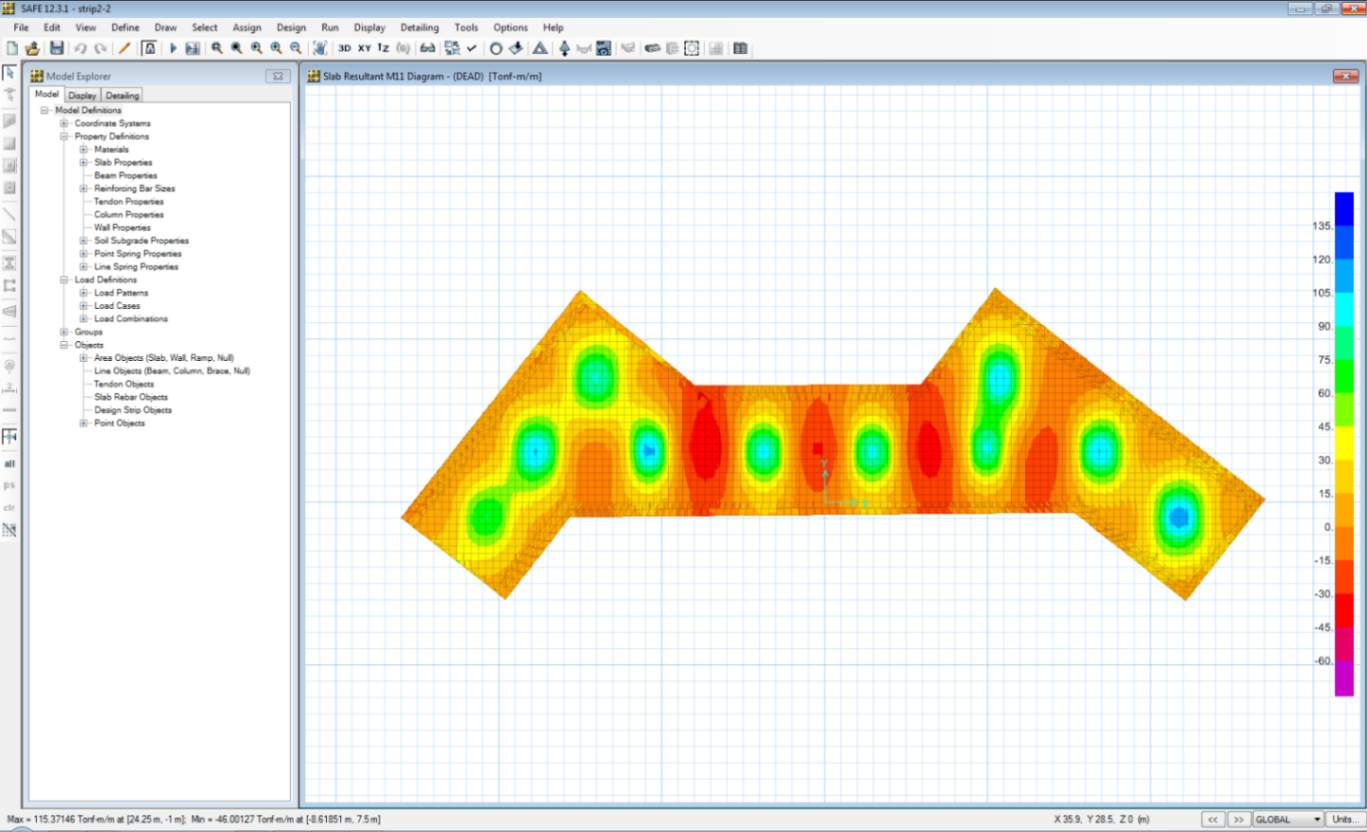 SAFE 12.3.1 - strip2-2
File Edit View Define Draw Select Assign Design Run Display Detailing Tools Options Help
3D XY
Model Explorer
Model Display Detailing
Model Definitions
Coordinate Systems
Property Definitions
Materials
Slab Properties
Beam Properties
Reinforcing Bar Sizes
Tendon Properties
Column Properties
Wall Properties
Soil Subgrade Properties
Point Spring Properties
Line Spring Properties
Load Definitions
Load Patterns
Load Cases
Load Combinations
Groups
Objects
Area Objects (Slab, Wall, Ramp, Null)
Line Objects (Beam, Column, Brace, Null)
Tendon Objects
Slab Rebar Objects
Design Strip Objects
Point Objects
all
ps
clr
Slab Resultant M11 Diagram - (DEAD) [Tonf-m/m]
135.
120.
105.
90.
75.
60.
45.
30.
15.
0.
-15.
-30.
-45.
-60.
Y
X
Max = 115.37146 Tonf-m/m at [24.25 m, -1 m]; Min = -46.00127 Tonf-m/m at [-8.61851 m, 7.5 m]
X 35.9, Y 28.5, Z 0 (m)
<< >> GLOBAL Units...